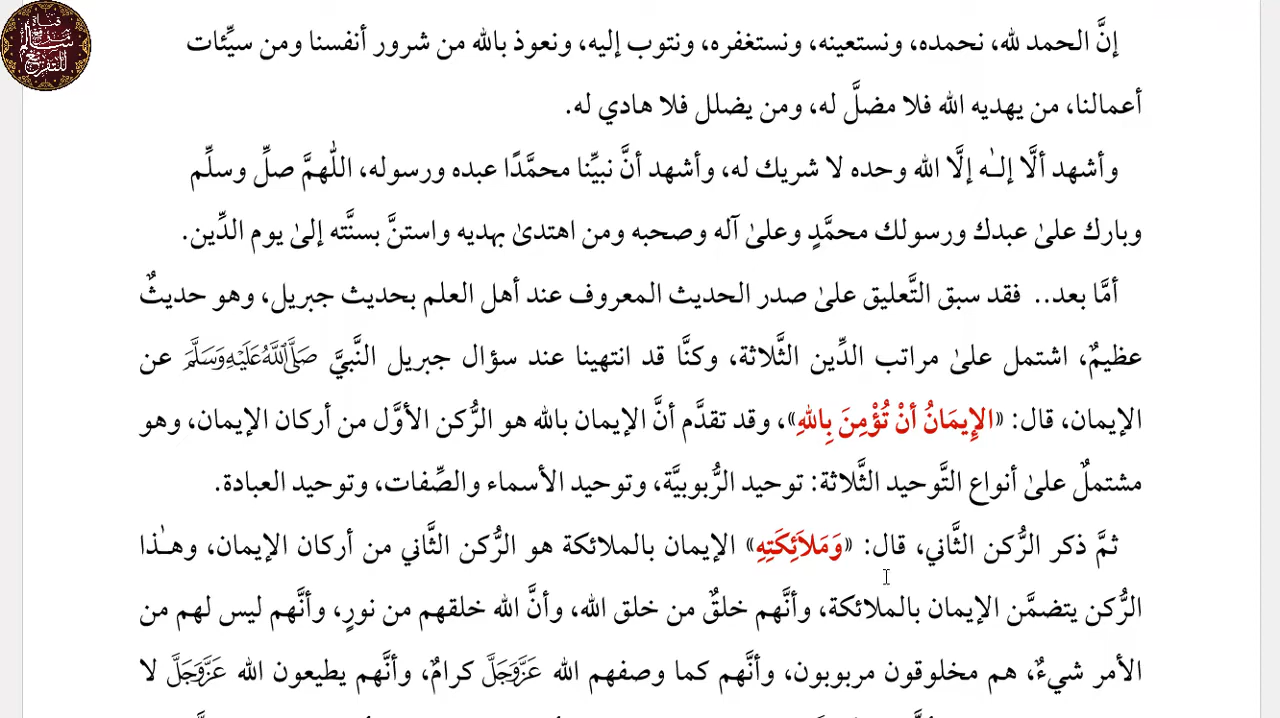 قناة
سالم
للتفريغ
إنَّ الحمد لله، نحمده، ونستعينه، ونستغفره، ونتوب إليه، ونعوذ بالله من شرور أنفسنا ومن سيِّئات
أعمالنا، من يهديه الله فلا مضلَّ له، ومن يضلل فلا هادي له.
وأشهد ألَّا إلـٰه إلَّا الله وحده لا شريك له، وأشهد أنَّ نبيِّنا محمَّدًا عبده ورسوله، اللّٰهمَّ صلِّ وسلِّم
وبارك علىٰ عبدك ورسولك محمَّدٍ وعلىٰ آله وصحبه ومن اهتدىٰ بهديه واستنَّ بسنَّته إلىٰ يوم الدِّين.
أمَّا بعد.. فقد سبق التَّعليق علىٰ صدر الحديث المعروف عند أهل العلم بحديث جبريل، وهو حديثٌ
عظيمٌ، اشتمل علىٰ مراتب الدِّين الثَّلاثة، وكنَّا قد انتهينا عند سؤال جبريل النَّبيَّ صَلَّى اللَّهُ عَلَيْهِ وَسَلَّمَ عن
الإيمان، قال: «الإِيمَانُ أَنْ تُؤْمِنَ بِاللهِ»، وقد تقدَّم أنَّ الإيمان بالله هو الرُّكن الأوَّل من أركان الإيمان، وهو
مشتملٌ علىٰ أنواع التَّوحيد الثَّلاثة: توحيد الرُّبوبيَّة، وتوحيد الأسماء والصِّفات، وتوحيد العبادة.
ثمَّ ذكر الرُّكن الثَّاني، قال: «وَمَلاَئِكَتِهِ» الإيمان بالملائكة هو الرُّكن الثَّاني من أركان الإيمان، وهـٰذا
الرُّكن يتضمَّن الإيمان بالملائكة، وأنَّهم خلقٌ من خلق الله، وأنَّ الله خلقهم من نورٍ، وأنَّهم ليس لهم من
الأمر شيءٌ، هم مخلوقون مربوبون، وأنَّهم كما وصفهم الله عَزَّوَجَلَّ كرامٌ، وأنَّهم يطيعون الله عَزَّوَجَلَّ لا